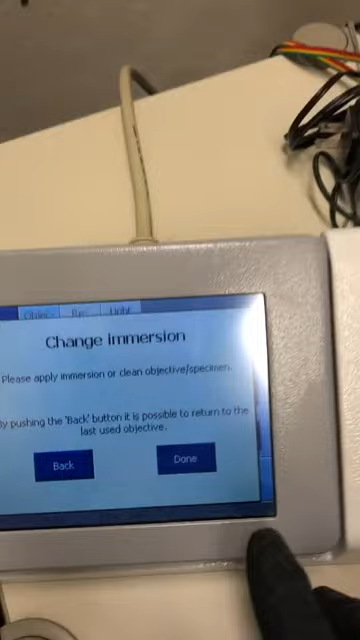 Light
Change immersion
Please apply immersion or clean objective/specimen.
By pushing the 'Back' button it is possible to return to the
last used objective.
Back
Done